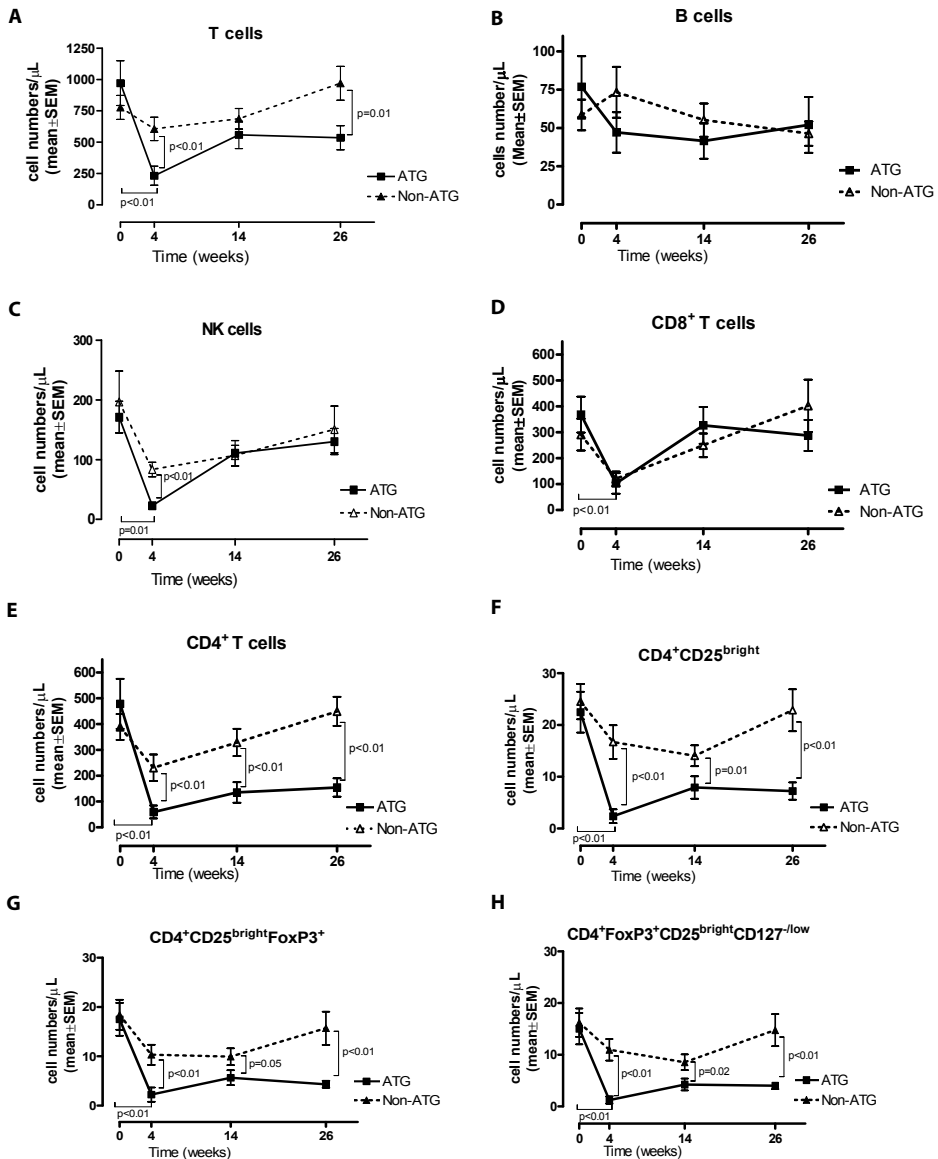 A
T cells
cell numbers/μL
(mean±SEM)
1250
1000
750
500
250
0
p<0.01
p=0.01
p<0.01
ATG
Non-ATG
0 4 14 26
Time (weeks)
B
B cells
cells number/μL
(Mean±SEM)
100
75
50
25
0
ATG
Non-ATG
0 4 14 26
Time (weeks)
C
NK cells
cell numbers/μL
(mean±SEM)
300
200
100
0
p<0.01
p=0.01
ATG
Non-ATG
0 4 14 26
Time (weeks)
D
CD8+ T cells
cell numbers/μL
(mean±SEM)
600
500
400
300
200
100
0
p<0.01
ATG
Non-ATG
0 4 14 26
Time (weeks)
E
CD4+ T cells
cell numbers/μL
(mean±SEM)
600
500
400
300
200
100
0
p<0.01
p<0.01
p<0.01
p<0.01
ATG
Non-ATG
0 4 14 26
Time (weeks)
F
CD4+CD25bright
cell numbers/μL
(mean±SEM)
30
20
10
0
p<0.01
p=0.01
p<0.01
p<0.01
ATG
Non-ATG
0 4 14 26
Time (weeks)
G
CD4+CD25brightFoxP3+
cell numbers/μL
(mean±SEM)
30
20
10
0
p<0.01
p=0.05
p<0.01
p<0.01
ATG
Non-ATG
0 4 14 26
Time (weeks)
H
CD4+FoxP3+CD25brightCD127-/low
cell numbers/μL
(mean±SEM)
30
20
10
0
p<0.01
p=0.02
p<0.01
p<0.01
ATG
Non-ATG
0 4 14 26
Time (weeks)